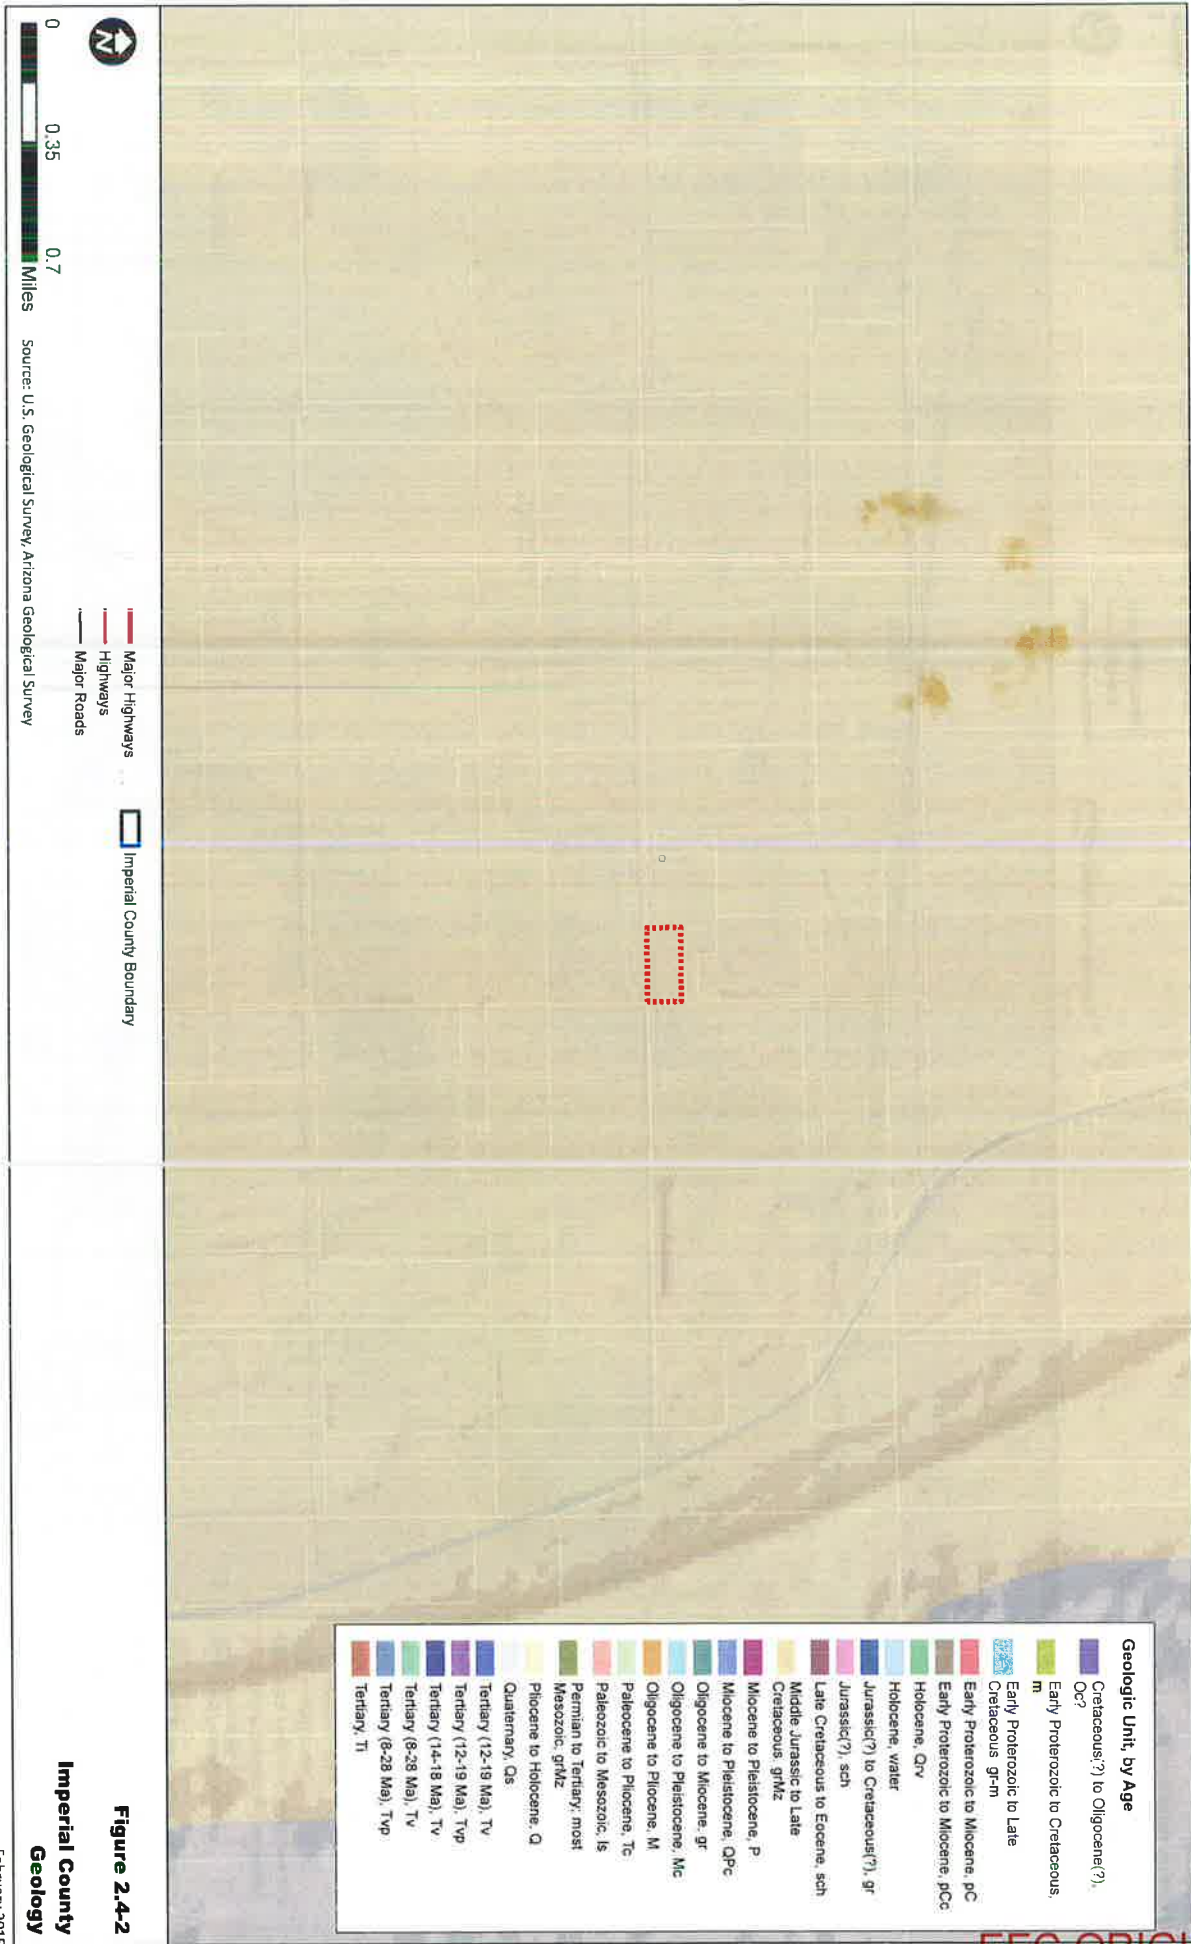 Geologic Unit, by Age
Cretaceous(?) to Oligocene(?),
Oc?
Early Proterozoic to Cretaceous,
m
Early Proterozoic to Late
Cretaceous gr-m
Early Proterozoic to Miocene, pC
Early Proterozoic to Miocene, pCc
Holocene, Qrv
Holocene, water
Jurassic(?) to Cretaceous(?), gr
Jurassic(?), sch
Late Cretaceous to Eocene, sch
Middle Jurassic to Late
Cretaceous, grMz
Miocene to Pleistocene, P
Miocene to Pleistocene, QPc
Oligocene to Miocene, gr
Oligocene to Pleistocene, Mc
Oligocene to Pliocene, M
Paleocene to Pliocene, Tc
Paleozoic to Mesozoic, ls
Permian to Tertiary; most
Mesozoic, grMz
Pliocene to Holocene, Q
Quaternary, Qs
Tertiary (12-19 Ma), Tv
Tertiary (12-19 Ma), Tvp
Tertiary (14-18 Ma), Tv
Tertiary (8-28 Ma), Tv
Tertiary (8-28 Ma), Tvp
Tertiary, Ti
N
Major Highways
Highways
Major Roads
Imperial County Boundary
0 0.35 0.7
Miles
Source: U.S. Geological Survey, Arizona Geological Survey
Figure 2.4-2
Imperial County
Geology